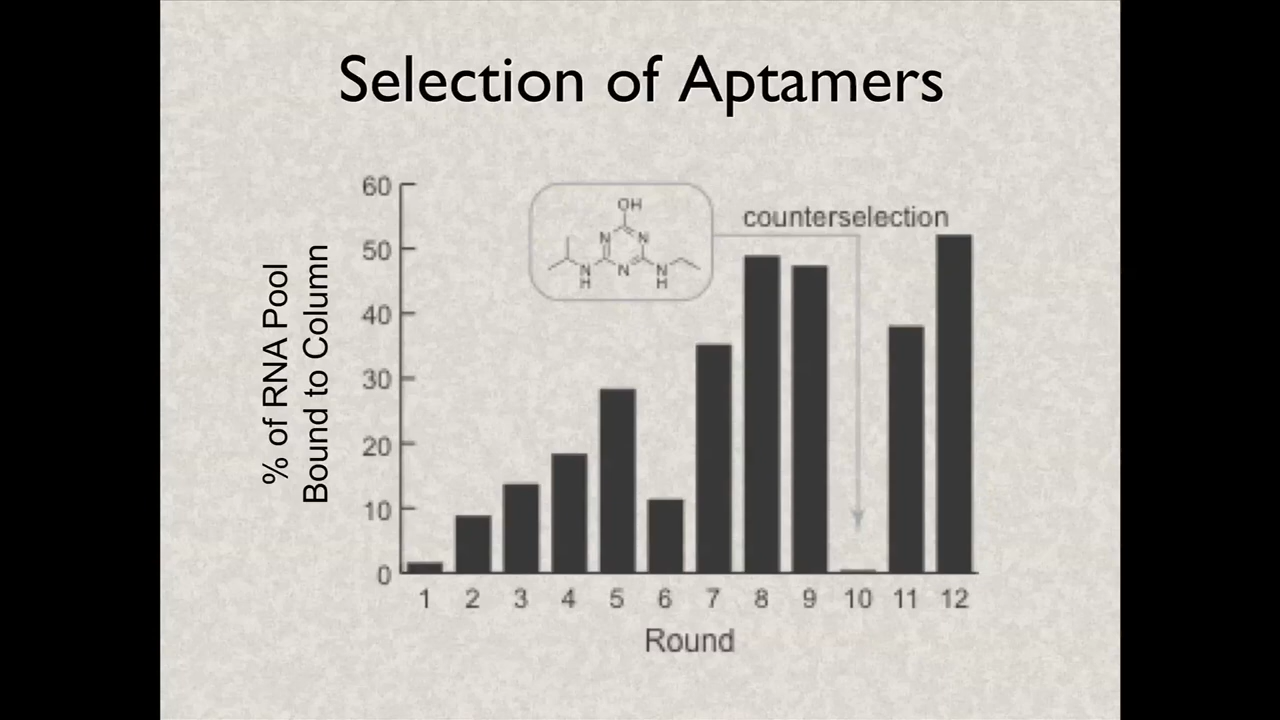 Selection of Aptamers
% of RNA Pool
Bound to Column
60
50
40
30
20
10
0
OH
N
N
N
N
H
N
H
counterselection
1 2 3 4 5 6 7 8 9 10 11 12
Round